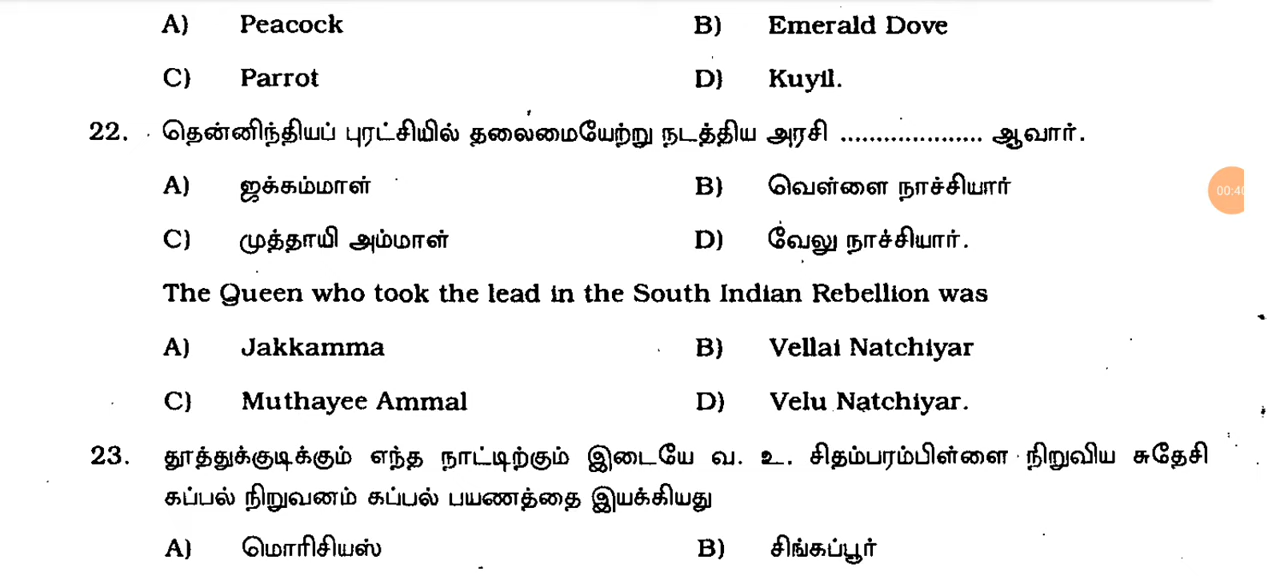 A) Peacock B) Emerald Dove
C) Parrot D) Kuyil.
22. தென்னிந்தியப் புரட்சியில் தலைமையேற்று நடத்திய அரசி .................... ஆவார்.
A) ஜக்கம்மாள் B) வெள்ளை நாச்சியார்
C) முத்தாயி அம்மாள் D) வேலு நாச்சியார்.
The Queen who took the lead in the South Indian Rebellion was
A) Jakkamma B) Vellai Natchiyar
C) Muthayee Ammal D) Velu Natchiyar.
23. தூத்துக்குடிக்கும் எந்த நாட்டிற்கும் இடையே வ. உ. சிதம்பரம்பிள்ளை நிறுவிய சுதேசி
கப்பல் நிறுவனம் கப்பல் பயணத்தை இயக்கியது
A) மொரிசியஸ் B) சிங்கப்பூர்